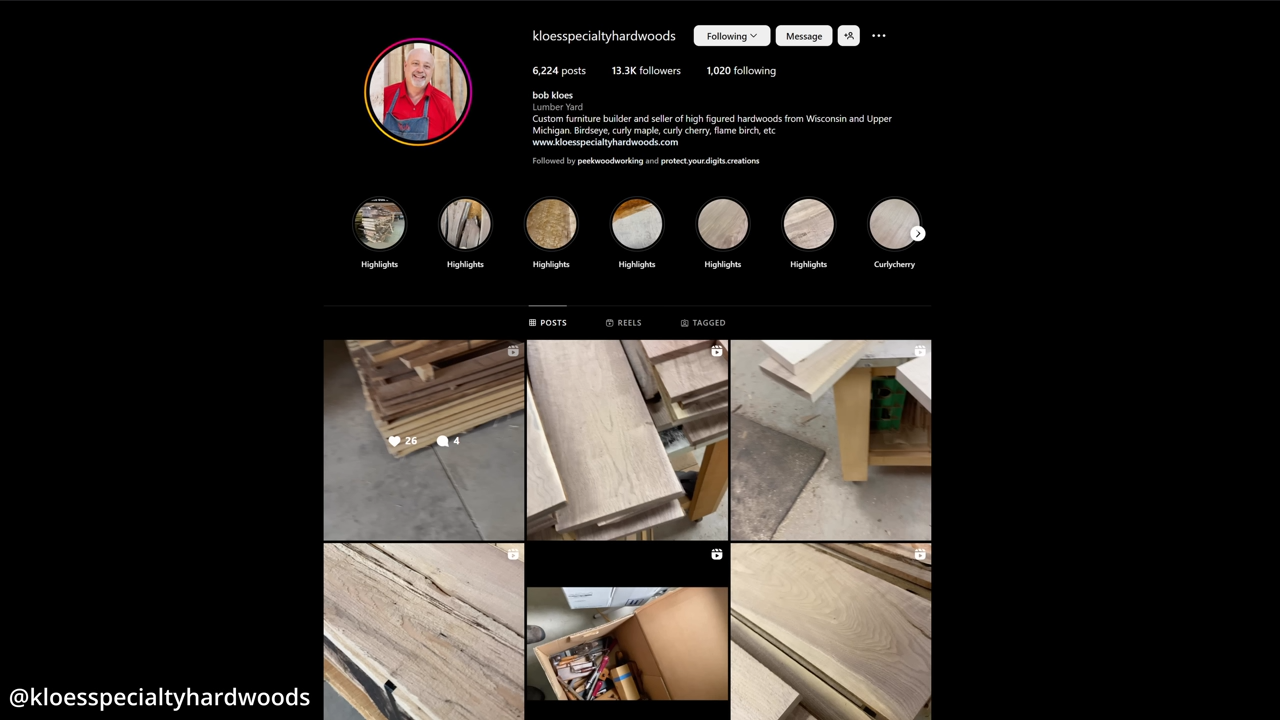 kloesspecialtyhardwoods Following Message
6,224 posts 13.3K followers 1,020 following
bob kloes
Lumber Yard
Custom furniture builder and seller of high figured hardwoods from Wisconsin and Upper
Michigan. Birdseye, curly maple, curly cherry, flame birch, etc
www.kloesspecialtyhardwoods.com
Followed by peekwoodworking and protect.your.digits.creations
Highlights Highlights Highlights Highlights Highlights Highlights Curlycherry
POSTS REELS TAGGED
26 4
@kloesspecialtyhardwoods